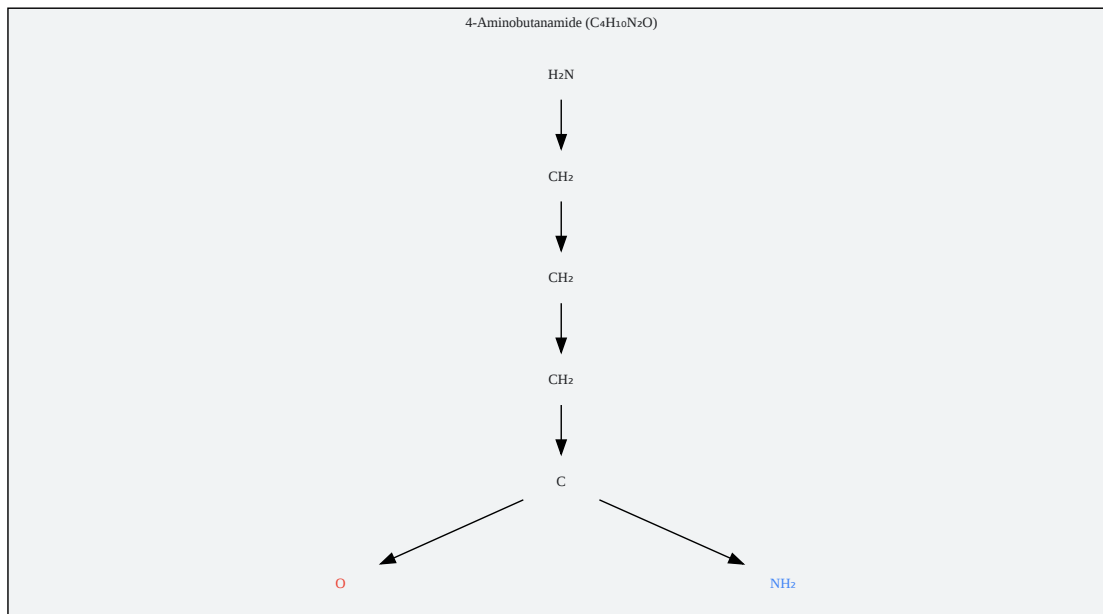 4-Aminobutanamide (C₄H₁₀N₂O)
H₂N
CH₂
CH₂
CH₂
C
O
NH₂